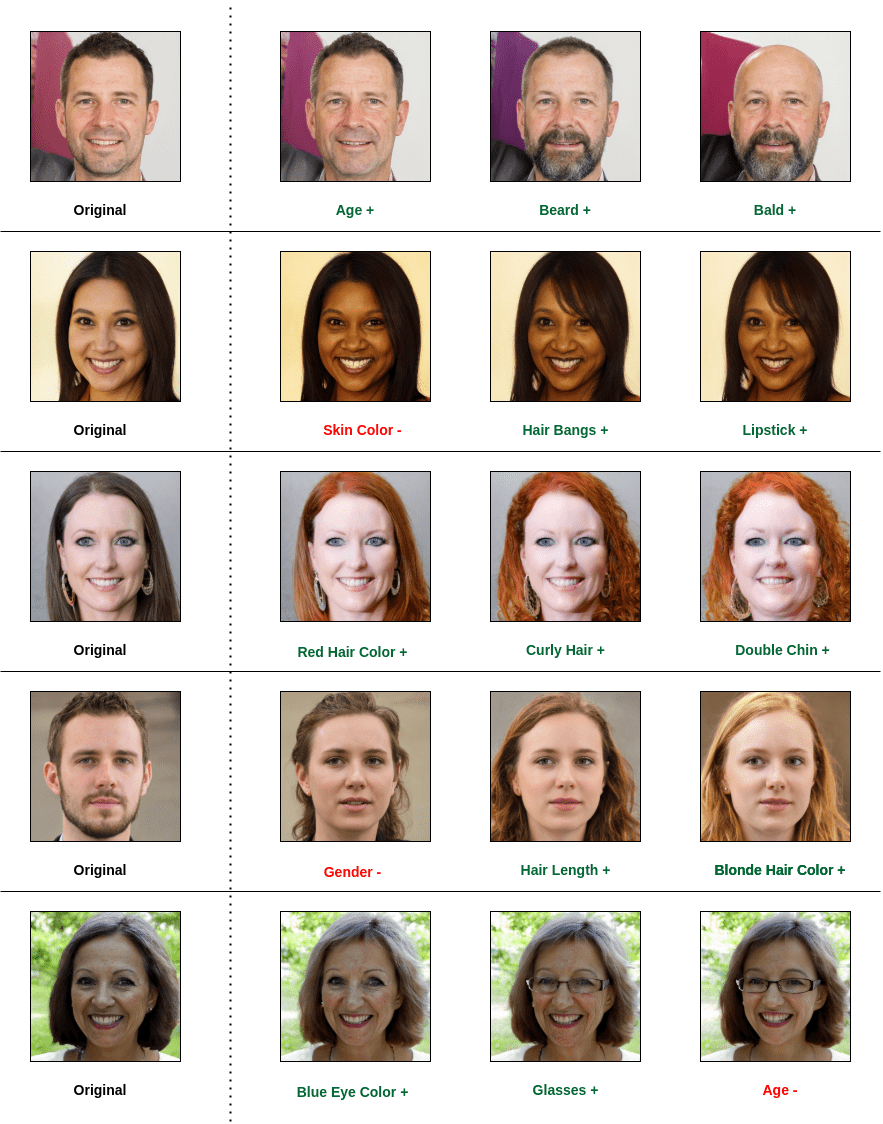 Original Age + Beard + Bald +
Original Skin Color - Hair Bangs + Lipstick +
Original Red Hair Color + Curly Hair + Double Chin +
Original Gender - Hair Length + Blonde Hair Color +
Original Blue Eye Color + Glasses + Age -